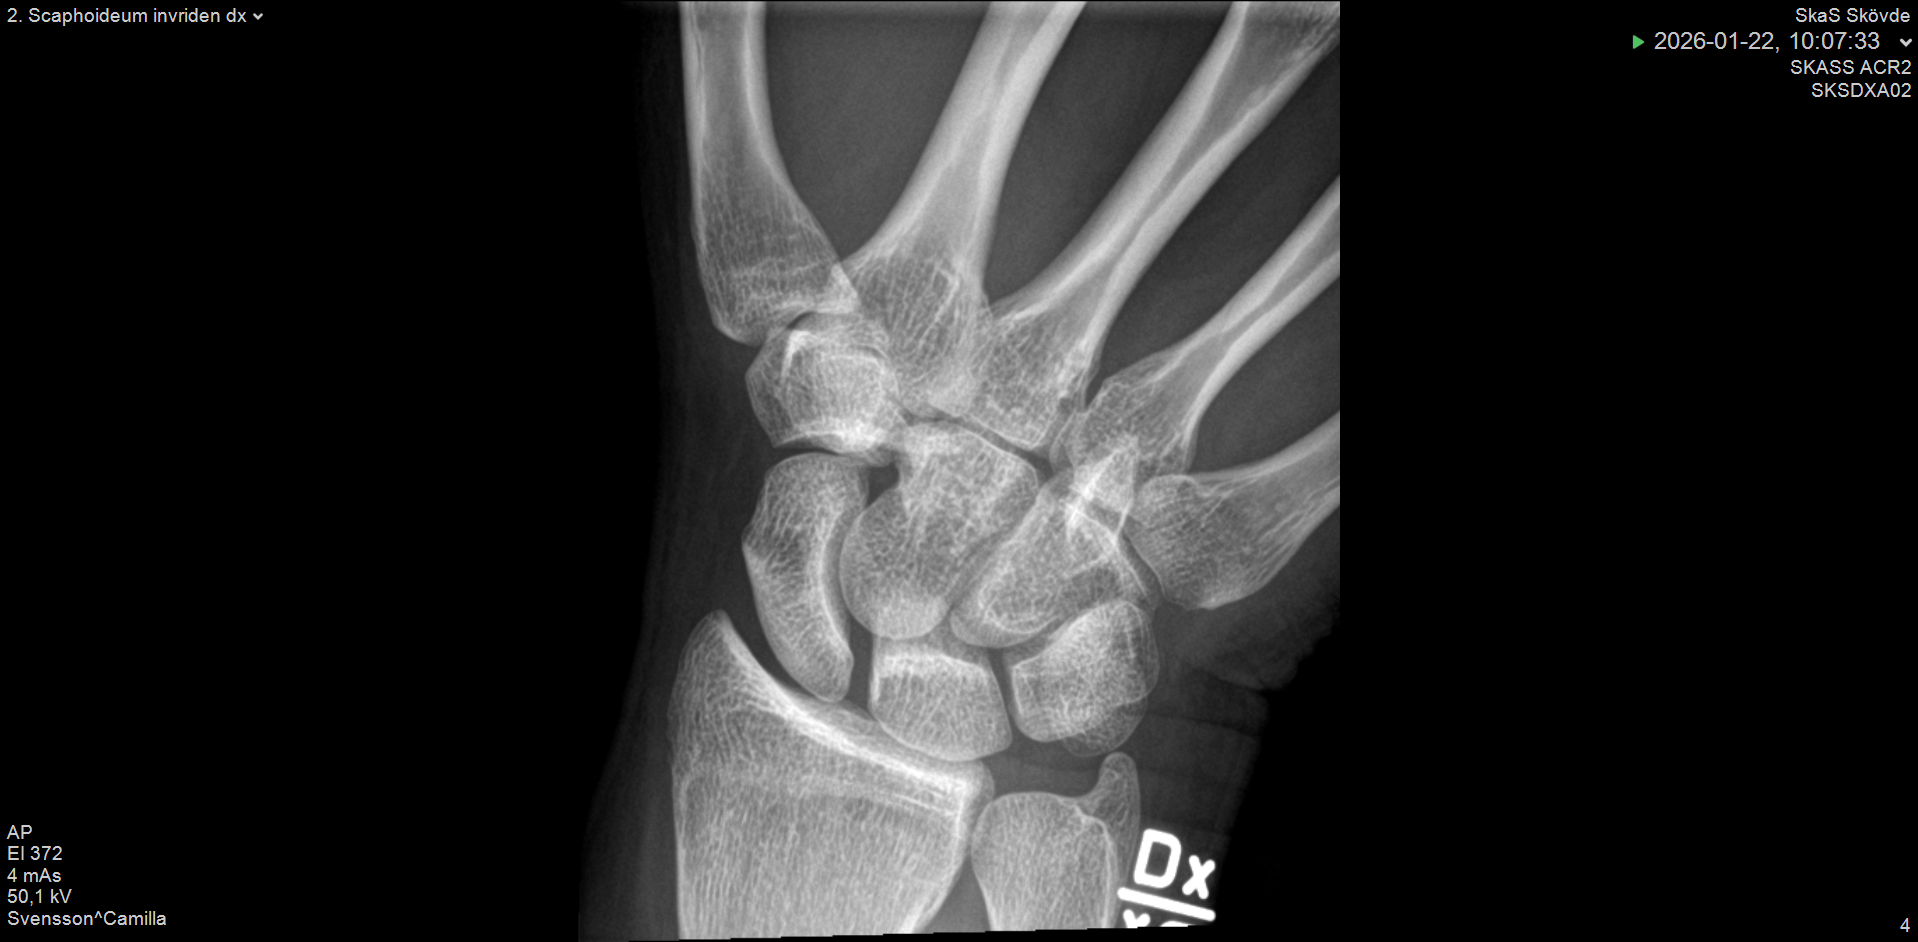 2. Scaphoideum invriden dx
SkaS Skövde
2026-01-22, 10:07:33
SKASS ACR2
SKSDXA02
AP
EI 372
4 mAs
50,1 kV
Svensson^Camilla
Dx
4